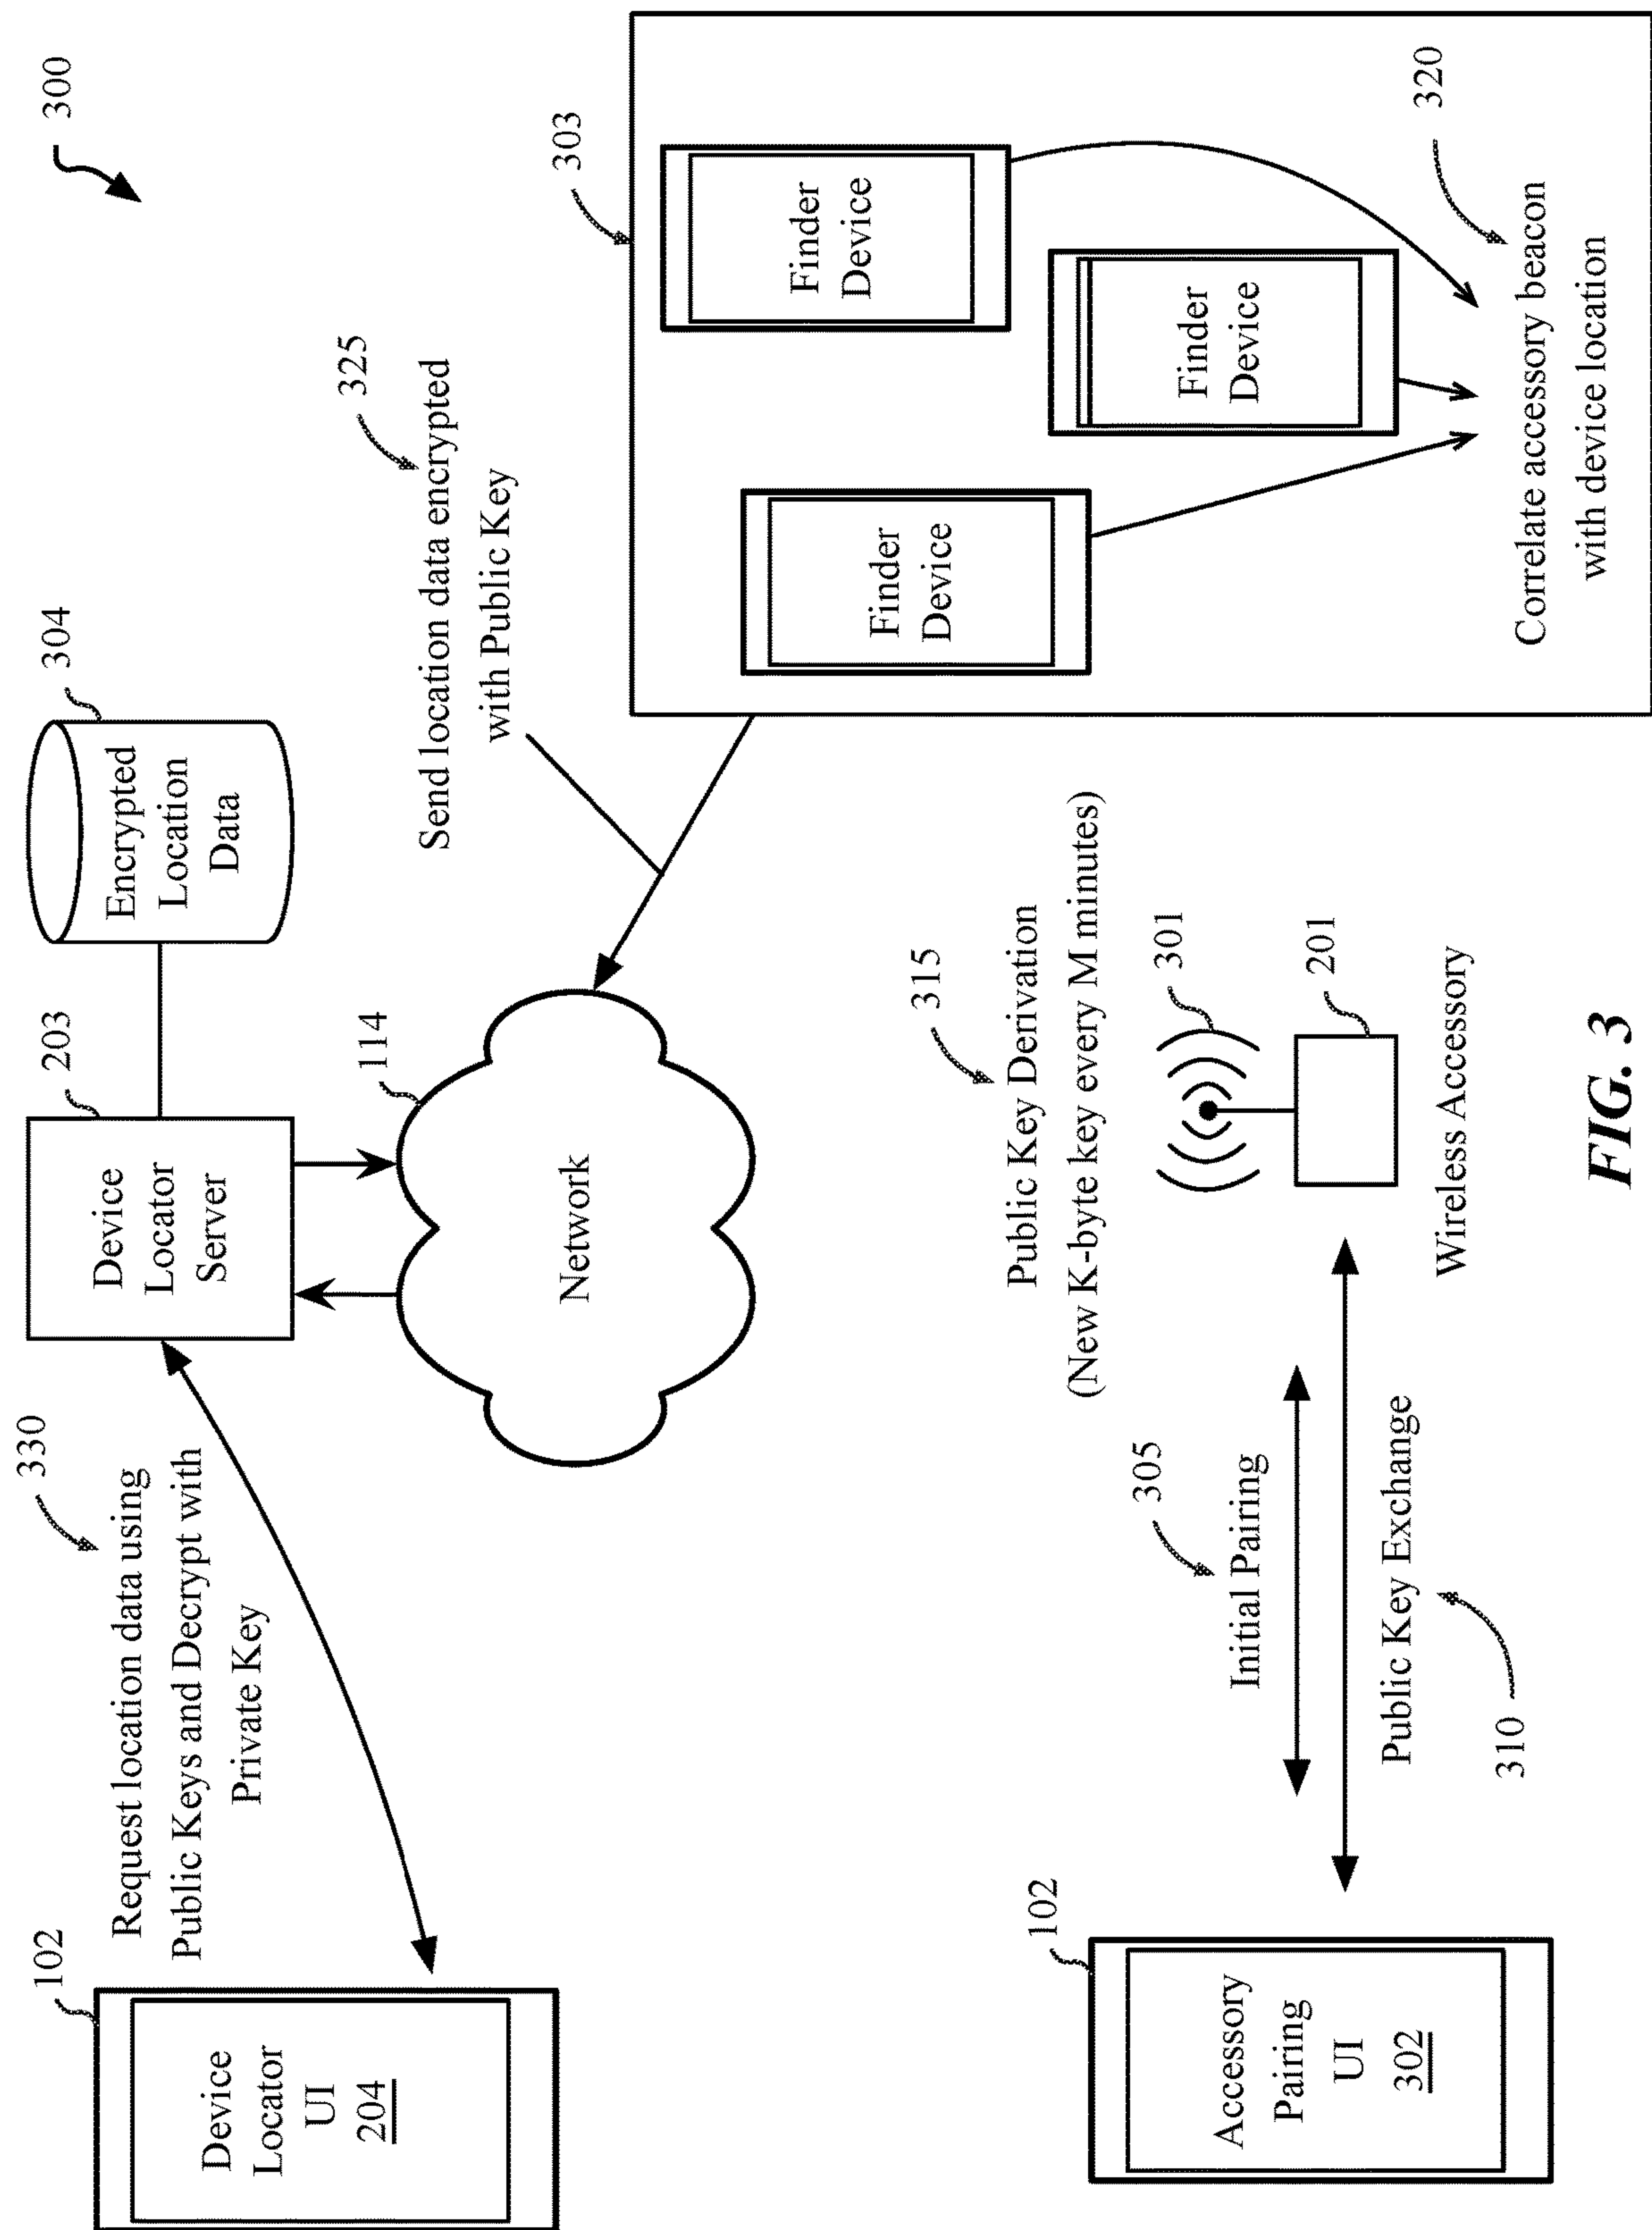 300
102
Device
Locator
UI
204
330
Request location data using
Public Keys and Decrypt with
Private Key
203
Device
Locator
Server
304
Encrypted
Location
Data
114
Network
325
Send location data encrypted
with Public Key
303
Finder
Device
Finder
Device
Finder
Device
320
Correlate accessory beacon
with device location
102
Accessory
Pairing
UI
302
305
Initial Pairing
Public Key Exchange
310
315
Public Key Derivation
(New K-byte key every M minutes)
301
201
Wireless Accessory
FIG. 3